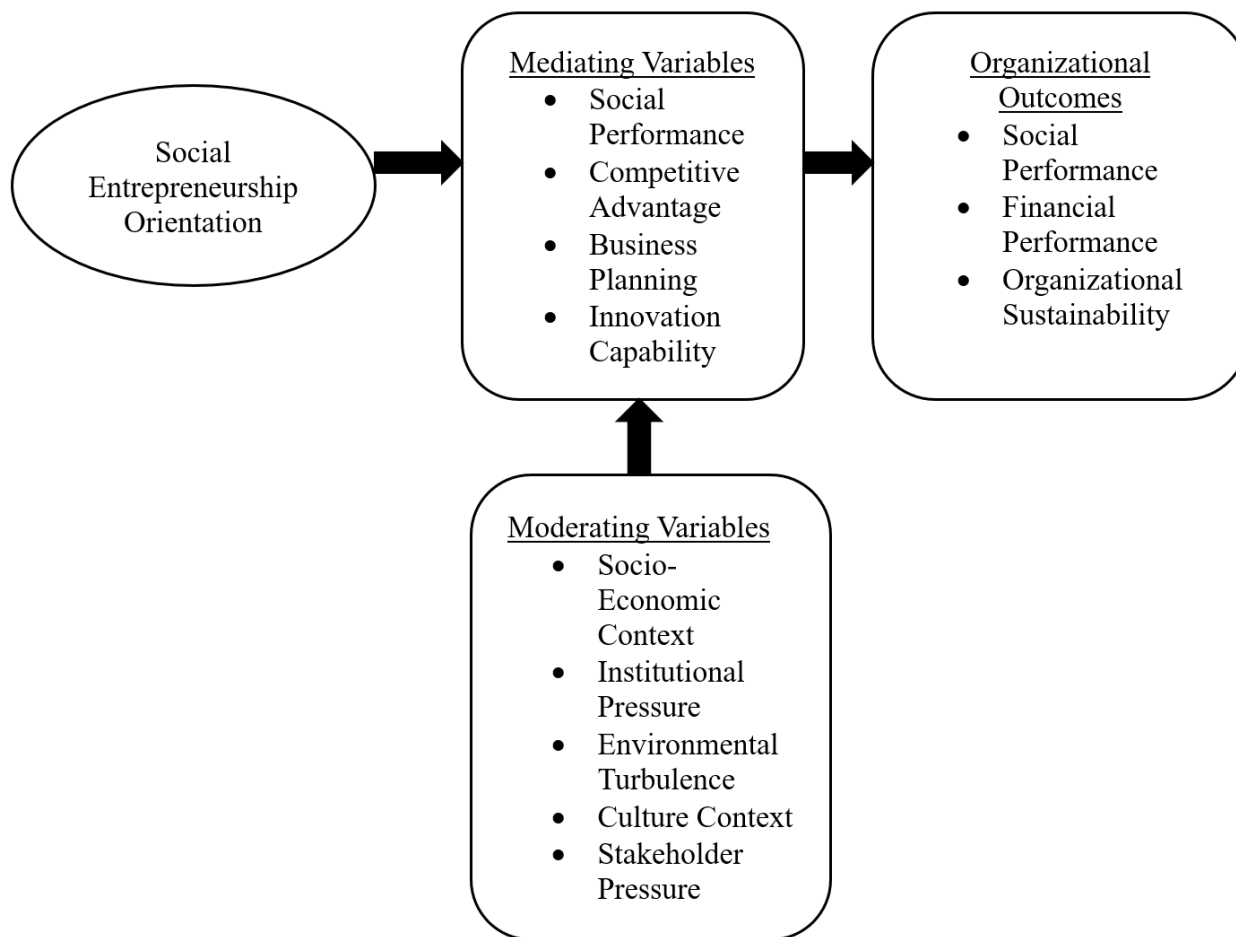 Social
Entrepreneurship
Orientation
Mediating Variables
• Social
Performance
• Competitive
Advantage
• Business
Planning
• Innovation
Capability
Organizational
Outcomes
• Social
Performance
• Financial
Performance
• Organizational
Sustainability
Moderating Variables
• Socio-
Economic
Context
• Institutional
Pressure
• Environmental
Turbulence
• Culture Context
• Stakeholder
Pressure